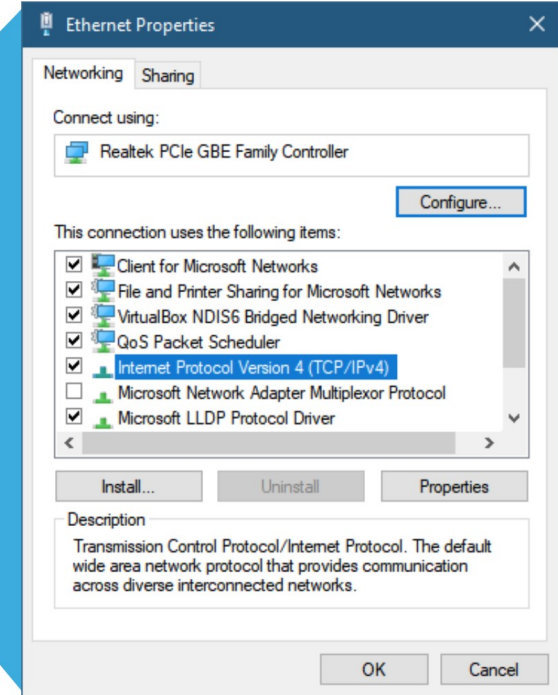 Ethernet Properties
Networking Sharing
Connect using:
Realtek PCIe GBE Family Controller
Configure...
This connection uses the following items:
Client for Microsoft Networks
File and Printer Sharing for Microsoft Networks
VirtualBox NDIS6 Bridged Networking Driver
QoS Packet Scheduler
Internet Protocol Version 4 (TCP/IPv4)
Microsoft Network Adapter Multiplexor Protocol
Microsoft LLDP Protocol Driver
Install... Uninstall Properties
Description
Transmission Control Protocol/Internet Protocol. The default
wide area network protocol that provides communication
across diverse interconnected networks.
OK Cancel